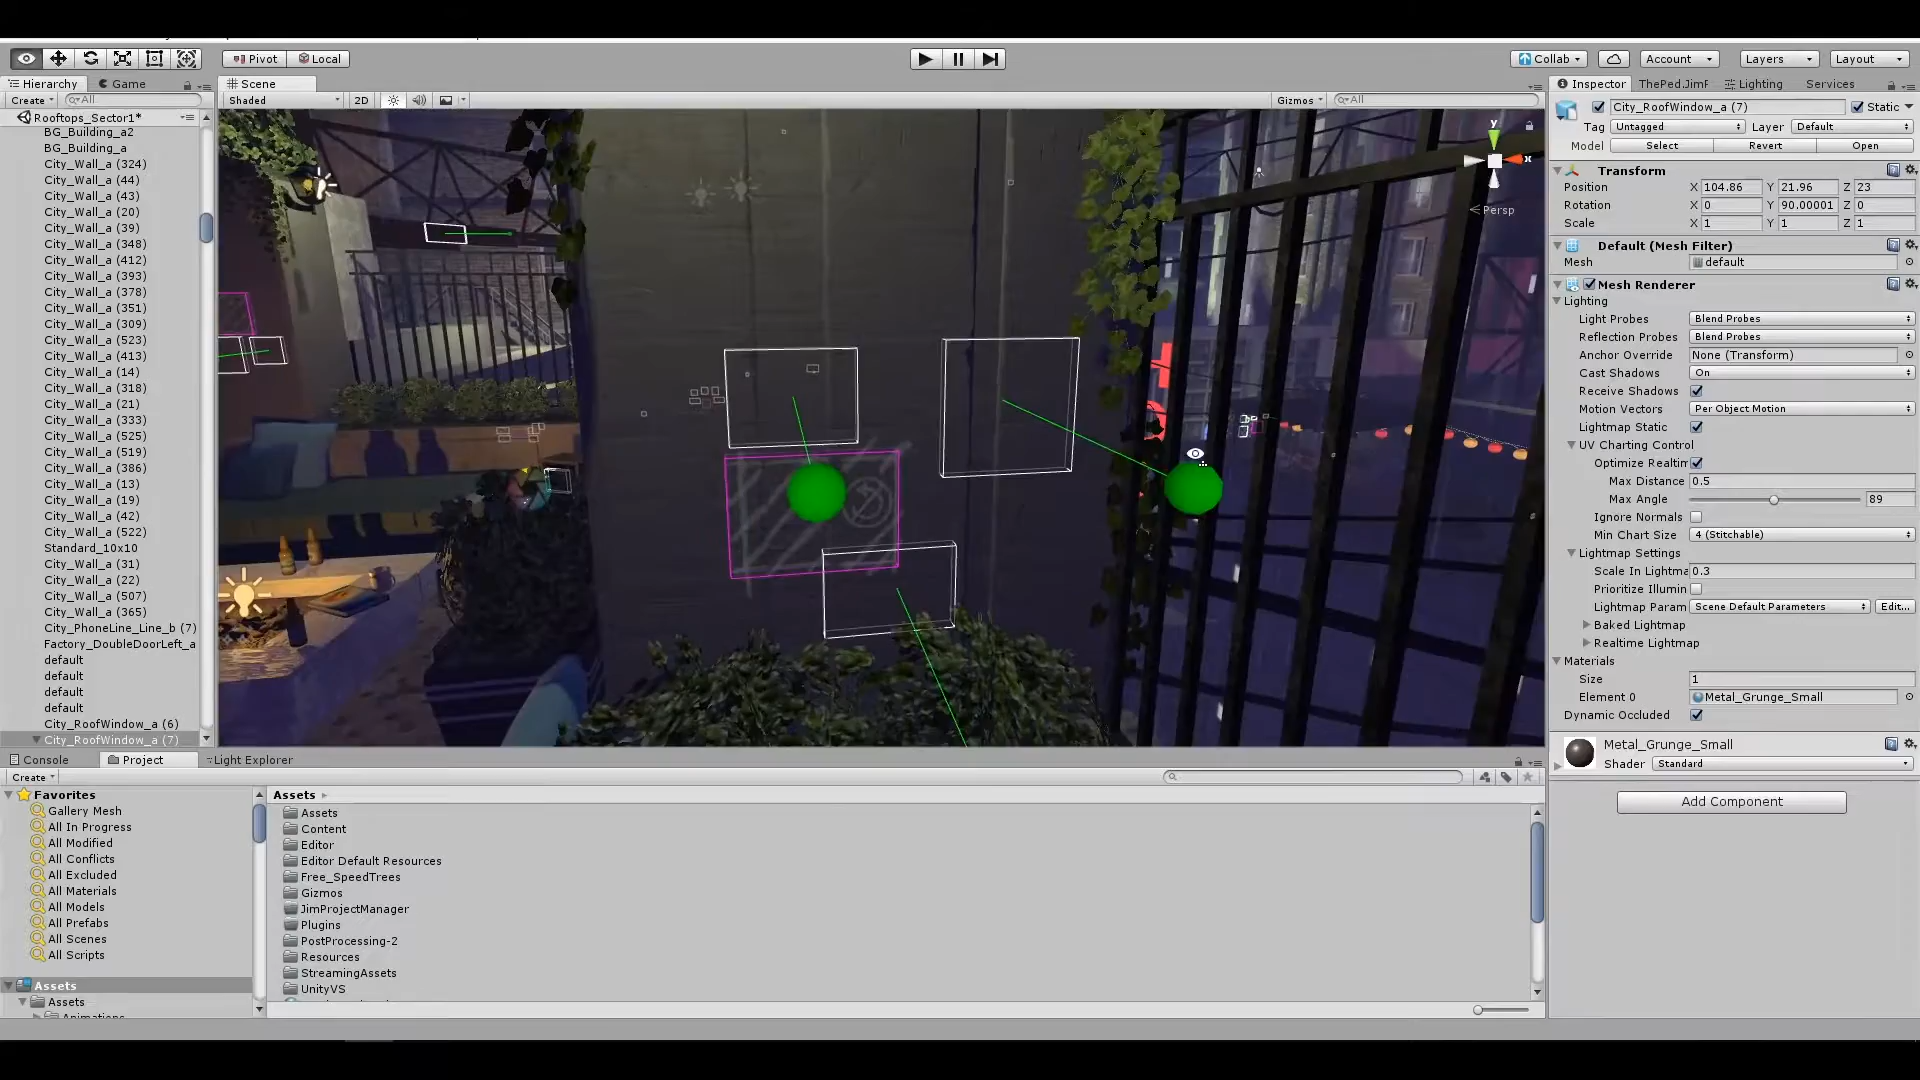 Pivot Local Collab Account Layers Layout
Hierarchy Game Scene Inspector ThePed.JimF Lighting Services
Create All Shaded 2D Gizmos All City_RoofWindow_a (7) Static
Rooftops_Sector1*
Tag Untagged Layer Default
Model Select Revert Open
BG_Building_a2
BG_Building_a
City_Wall_a (324)
City_Wall_a (44)
City_Wall_a (43)
City_Wall_a (20)
City_Wall_a (39)
City_Wall_a (348)
City_Wall_a (412)
City_Wall_a (393)
City_Wall_a (378)
City_Wall_a (351)
City_Wall_a (309)
City_Wall_a (523)
City_Wall_a (340)
City_Wall_a (413)
City_Wall_a (14)
City_Wall_a (318)
City_Wall_a (21)
City_Wall_a (333)
City_Wall_a (525)
City_Wall_a (519)
City_Wall_a (386)
City_Wall_a (13)
City_Wall_a (19)
City_Wall_a (42)
City_Wall_a (522)
Standard_10x10
City_Wall_a (31)
City_Wall_a (22)
City_Wall_a (507)
City_Wall_a (365)
City_PhoneLine_Line_b (7)
Factory_DoubleDoorLeft_a
default
default
default
default
City_RoofWindow_a (6)
City_RoofWindow_a (7)
y
x
Persp
Transform
Position X 104.86 Y 21.96 Z 23
Rotation X 0 Y 90.00001 Z 0
Scale X 1 Y 1 Z 1
Default (Mesh Filter)
Mesh default
Mesh Renderer
Lighting
Light Probes Blend Probes
Reflection Probes Blend Probes
Anchor Override None (Transform)
Cast Shadows On
Receive Shadows
Motion Vectors Per Object Motion
Lightmap Static
UV Charting Control
Optimize Realtin
Max Distance 0.5
Max Angle 89
Ignore Normals
Min Chart Size 4 (Stitchable)
Lightmap Settings
Scale In Lightma 0.3
Prioritize Illumin
Lightmap Param Scene Default Parameters Edit...
Baked Lightmap
Realtime Lightmap
Materials
Size 1
Element 0 Metal_Grunge_Small
Dynamic Occluded
Metal_Grunge_Small
Shader Standard
Add Component
Console Project Light Explorer
Create
Favorites
Gallery Mesh
All In Progress
All Modified
All Conflicts
All Excluded
All Materials
All Models
All Prefabs
All Scenes
All Scripts
Assets
Assets
Animations
Assets
Assets
Content
Editor
Editor Default Resources
Free_SpeedTrees
Gizmos
JimProjectManager
Plugins
PostProcessing-2
Resources
StreamingAssets
UnityVS